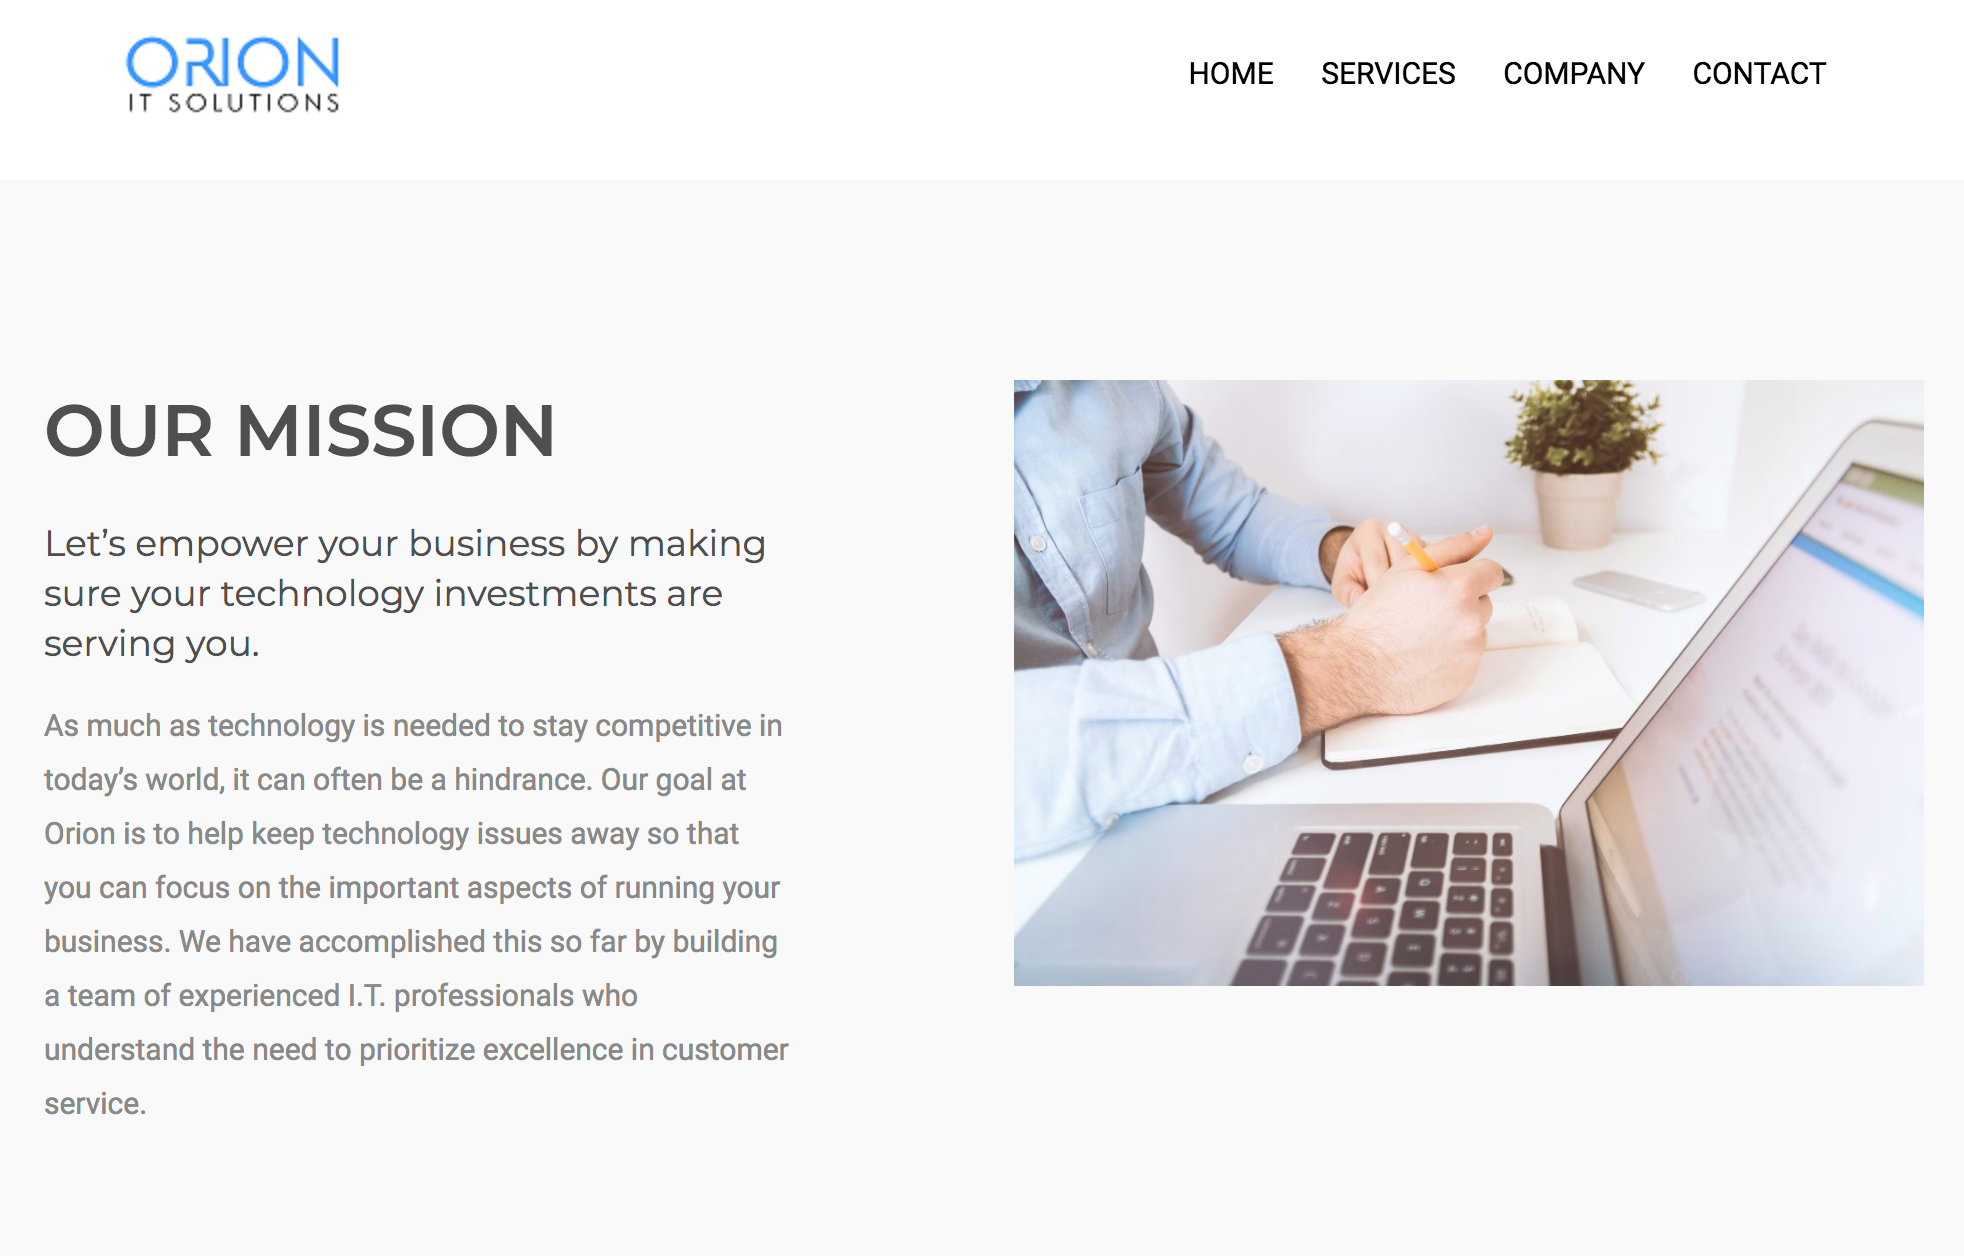 ORION
IT SOLUTIONS
HOME SERVICES COMPANY CONTACT
OUR MISSION
Let’s empower your business by making
sure your technology investments are
serving you.
As much as technology is needed to stay competitive in
today’s world, it can often be a hindrance. Our goal at
Orion is to help keep technology issues away so that
you can focus on the important aspects of running your
business. We have accomplished this so far by building
a team of experienced I.T. professionals who
understand the need to prioritize excellence in customer
service.